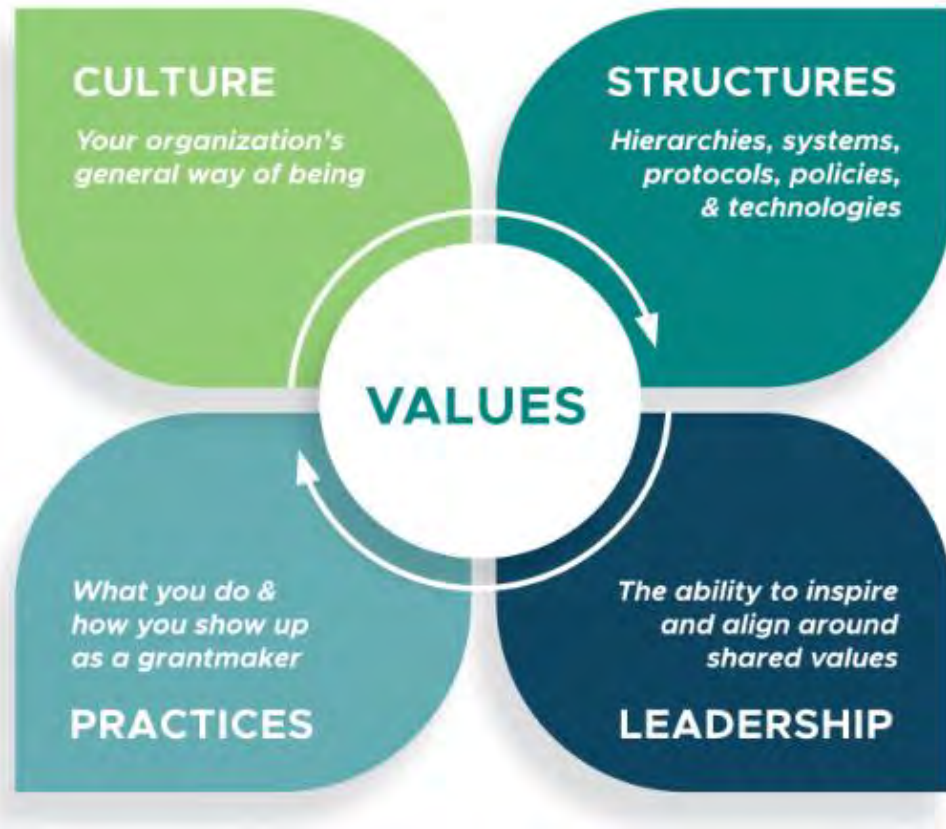 CULTURE
Your organization's
general way of being
STRUCTURES
Hierarchies, systems,
protocols, policies,
& technologies
VALUES
What you do &
how you show up
as a grantmaker
PRACTICES
The ability to inspire
and align around
shared values
LEADERSHIP